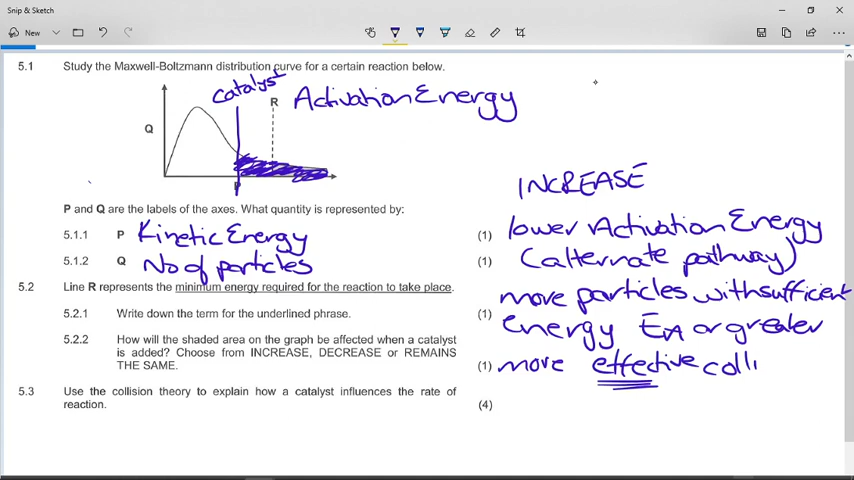 Snip & Sketch
New
5.1 Study the Maxwell-Boltzmann distribution curve for a certain reaction below.
catalyst
R Activation Energy
Q
P
INCREASE
P and Q are the labels of the axes. What quantity is represented by:
5.1.1 P Kinetic Energy (1) lower Activation Energy
5.1.2 Q No of particles (1) (alternate pathway)
5.2 Line R represents the minimum energy required for the reaction to take place. more particles with sufficient
5.2.1 Write down the term for the underlined phrase. (1) energy EA or greater
5.2.2 How will the shaded area on the graph be affected when a catalyst
is added? Choose from INCREASE, DECREASE or REMAINS
THE SAME. (1) more effective colli
5.3 Use the collision theory to explain how a catalyst influences the rate of
reaction. (4)